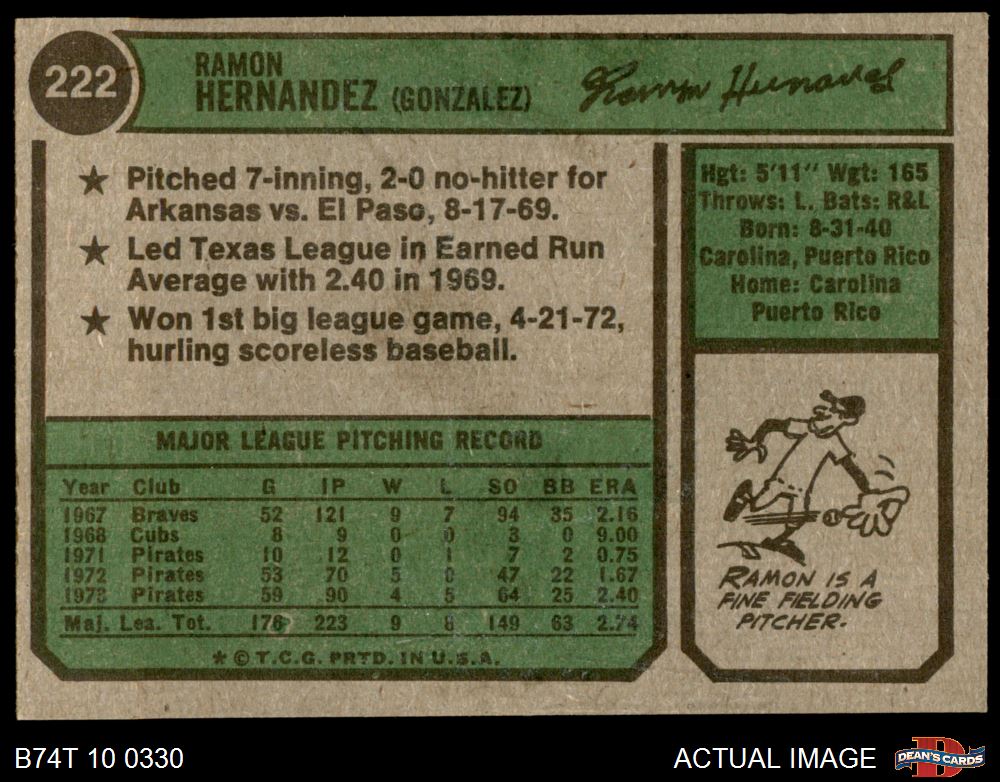 222
RAMON
HERNANDEZ (GONZALEZ)
Ramon Hernandez
★ Pitched 7-inning, 2-0 no-hitter for
Arkansas vs. El Paso, 8-17-69.
★ Led Texas League in Earned Run
Average with 2.40 in 1969.
★ Won 1st big league game, 4-21-72,
hurling scoreless baseball.
Hgt: 5'11" Wgt: 165
Throws: L. Bats: R&L
Born: 8-31-40
Carolina, Puerto Rico
Home: Carolina
Puerto Rico
MAJOR LEAGUE PITCHING RECORD
Year Club G IP W L SO BB ERA
1967 Braves 52 121 9 7 94 35 2.16
1968 Cubs 8 9 0 0 3 0 9.00
1971 Pirates 10 12 0 1 7 2 0.75
1972 Pirates 53 70 5 0 47 22 1.67
1973 Pirates 59 90 4 5 64 25 2.40
Maj. Lea. Tot. 176 223 9 8 149 63 2.74
* © T.C.G. PRTD. IN U.S.A.
RAMON IS A
FINE FIELDING
PITCHER.
B74T 10 0330
ACTUAL IMAGE
DEAN'S CARDS